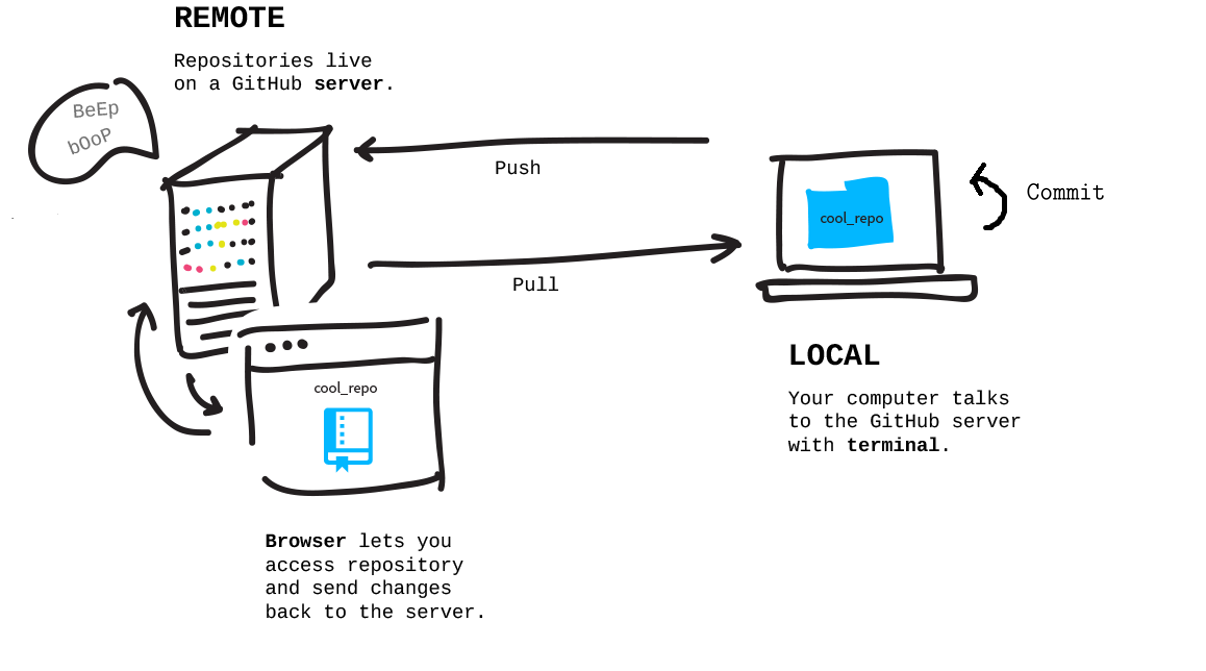 REMOTE
Repositories live
on a GitHub server.
BeEp
bOoP
Push
Pull
cool_repo
Commit
LOCAL
Your computer talks
to the GitHub server
with terminal.
cool_repo
Browser lets you
access repository
and send changes
back to the server.